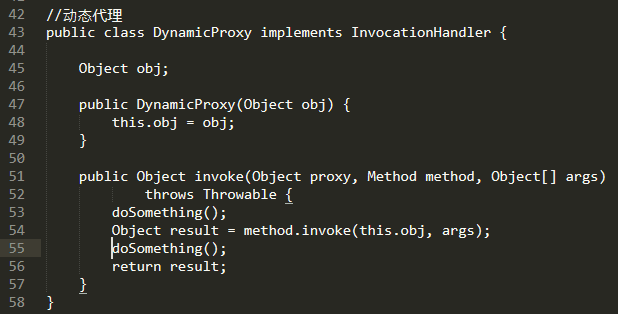 42 //动态代理
43 public class DynamicProxy implements InvocationHandler {
44
45     Object obj;
46
47     public DynamicProxy(Object obj) {
48         this.obj = obj;
49     }
50
51     public Object invoke(Object proxy, Method method, Object[] args)
52             throws Throwable {
53         doSomething();
54         Object result = method.invoke(this.obj, args);
55         doSomething();
56         return result;
57     }
58 }